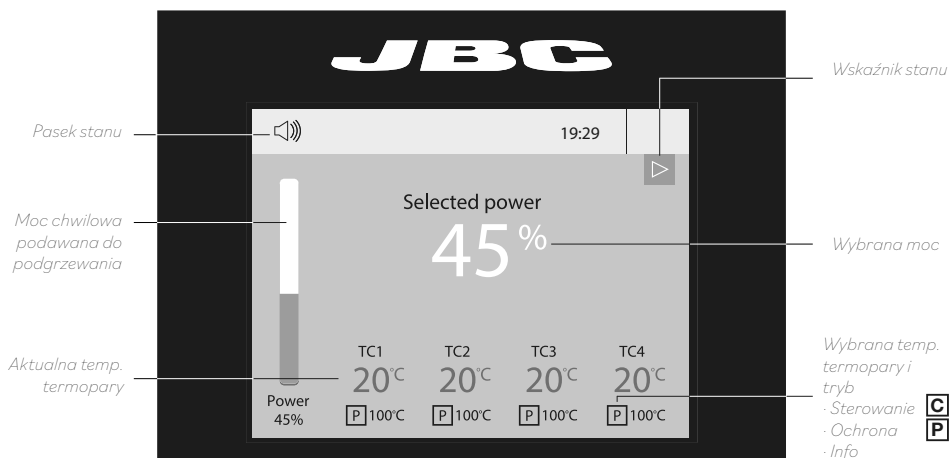 JBC
Wskaźnik stanu
Pasek stanu
19:29
Selected power
45%
Moc chwilowa
podawana do
podgrzewania
Wybrana moc
Aktualna temp.
termopary
Power
45%
TC1 TC2 TC3 TC4
20°C 20°C 20°C 20°C
P 100°C P 100°C P 100°C P 100°C
Wybrana temp.
termopary i
tryb
· Sterowanie C
· Ochrona P
· Info